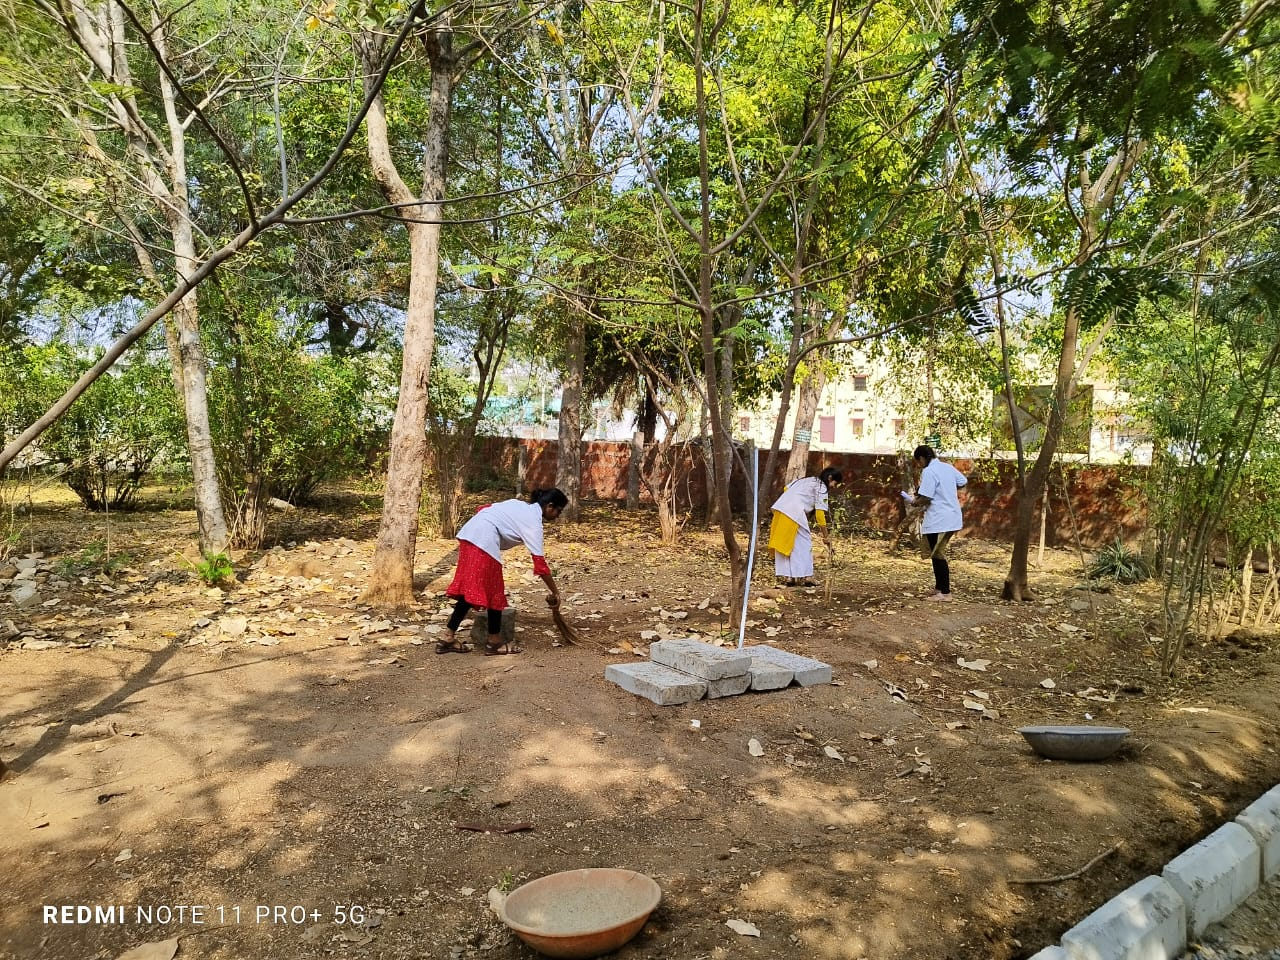 REDMI NOTE 11 PRO+ 5G